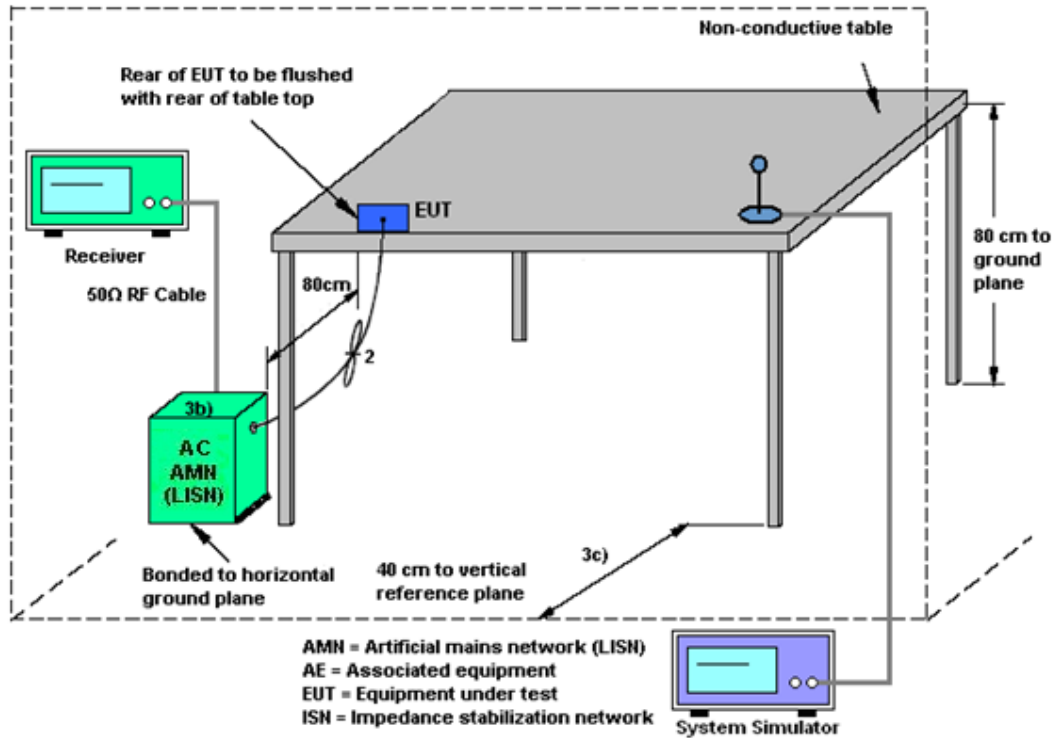 Non-conductive table
Rear of EUT to be flushed
with rear of table top
EUT
Receiver
80cm
80 cm to
ground
plane
50Ω RF Cable
2
3b)
AC
AMN
(LISN)
3c)
Bonded to horizontal
ground plane
40 cm to vertical
reference plane
AMN = Artificial mains network (LISN)
AE = Associated equipment
EUT = Equipment under test
ISN = Impedance stabilization network
System Simulator